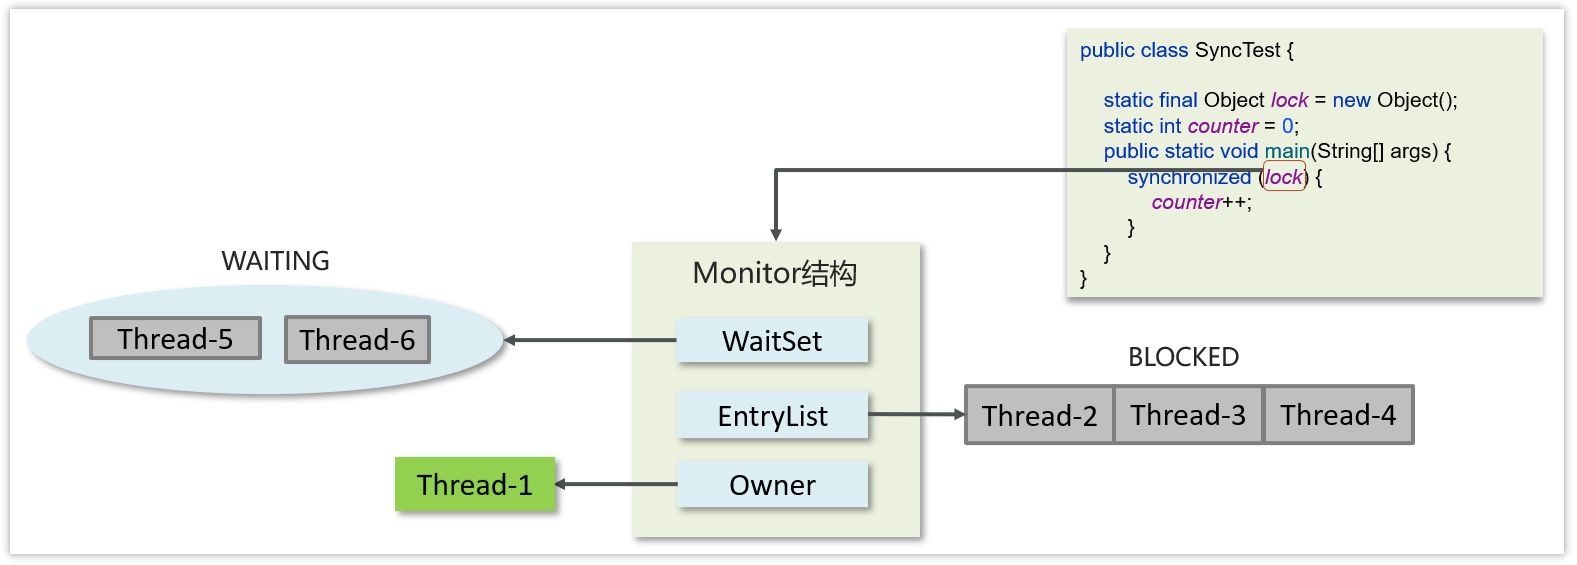 public class SyncTest {
static final Object lock = new Object();
static int counter = 0;
public static void main(String[] args) {
synchronized (lock) {
counter++;
}
}
}
WAITING
Thread-5
Thread-6
Monitor结构
WaitSet
EntryList
Owner
BLOCKED
Thread-2
Thread-3
Thread-4
Thread-1